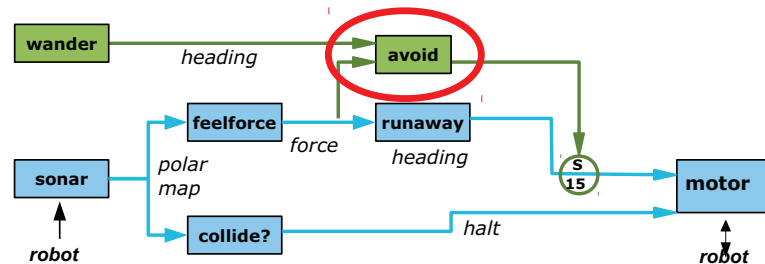 wander
heading
avoid
feelforce
force
runaway
heading
polar
map
sonar
S
15
motor
collide?
halt
robot
robot